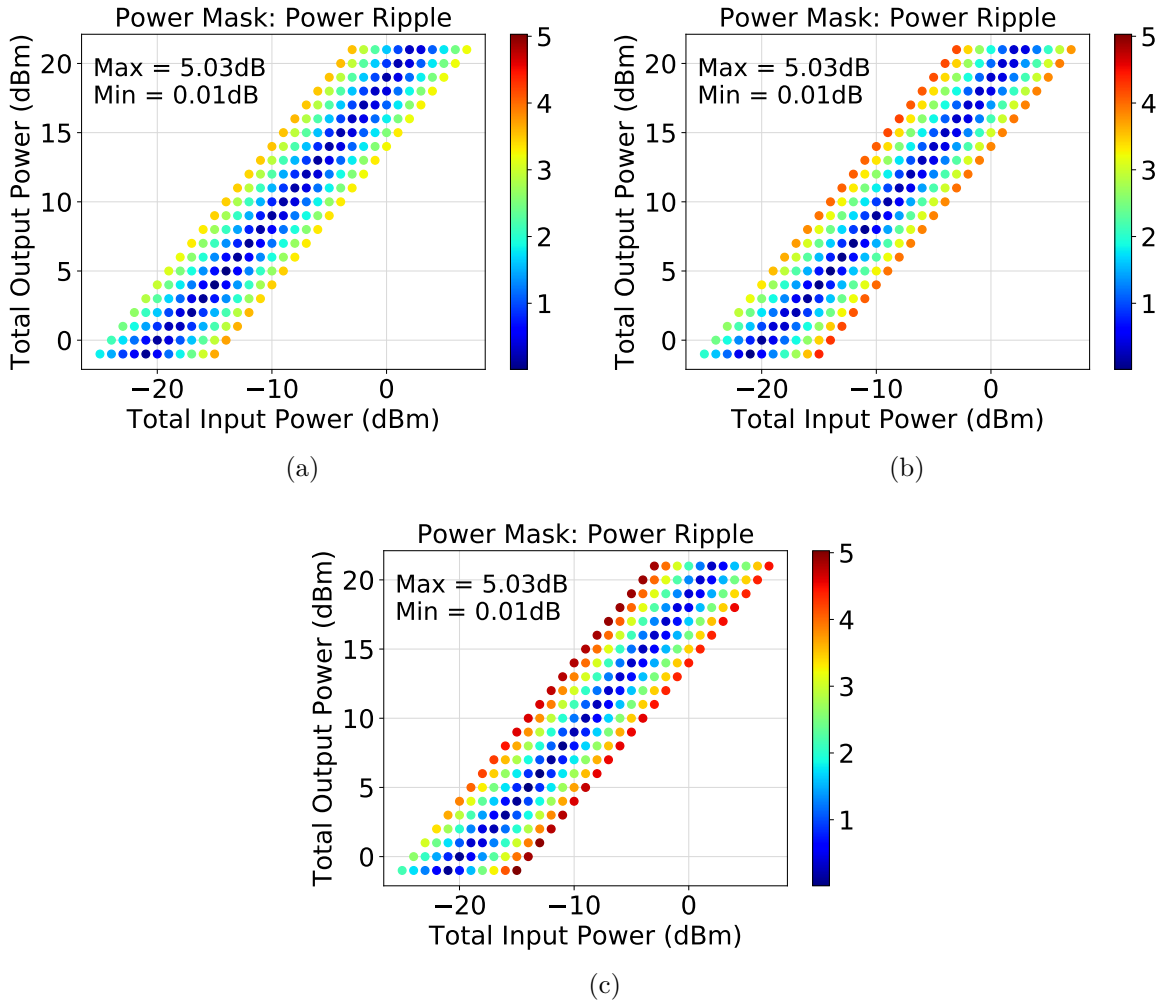 Power Mask: Power Ripple
Max = 5.03dB
Min = 0.01dB
Total Output Power (dBm)
20
15
10
5
0
−20
−10
0
Total Input Power (dBm)
5
4
3
2
1
(a)
Power Mask: Power Ripple
Max = 5.03dB
Min = 0.01dB
Total Output Power (dBm)
20
15
10
5
0
−20
−10
0
Total Input Power (dBm)
5
4
3
2
1
(b)
Power Mask: Power Ripple
Max = 5.03dB
Min = 0.01dB
Total Output Power (dBm)
20
15
10
5
0
−20
−10
0
Total Input Power (dBm)
5
4
3
2
1
(c)